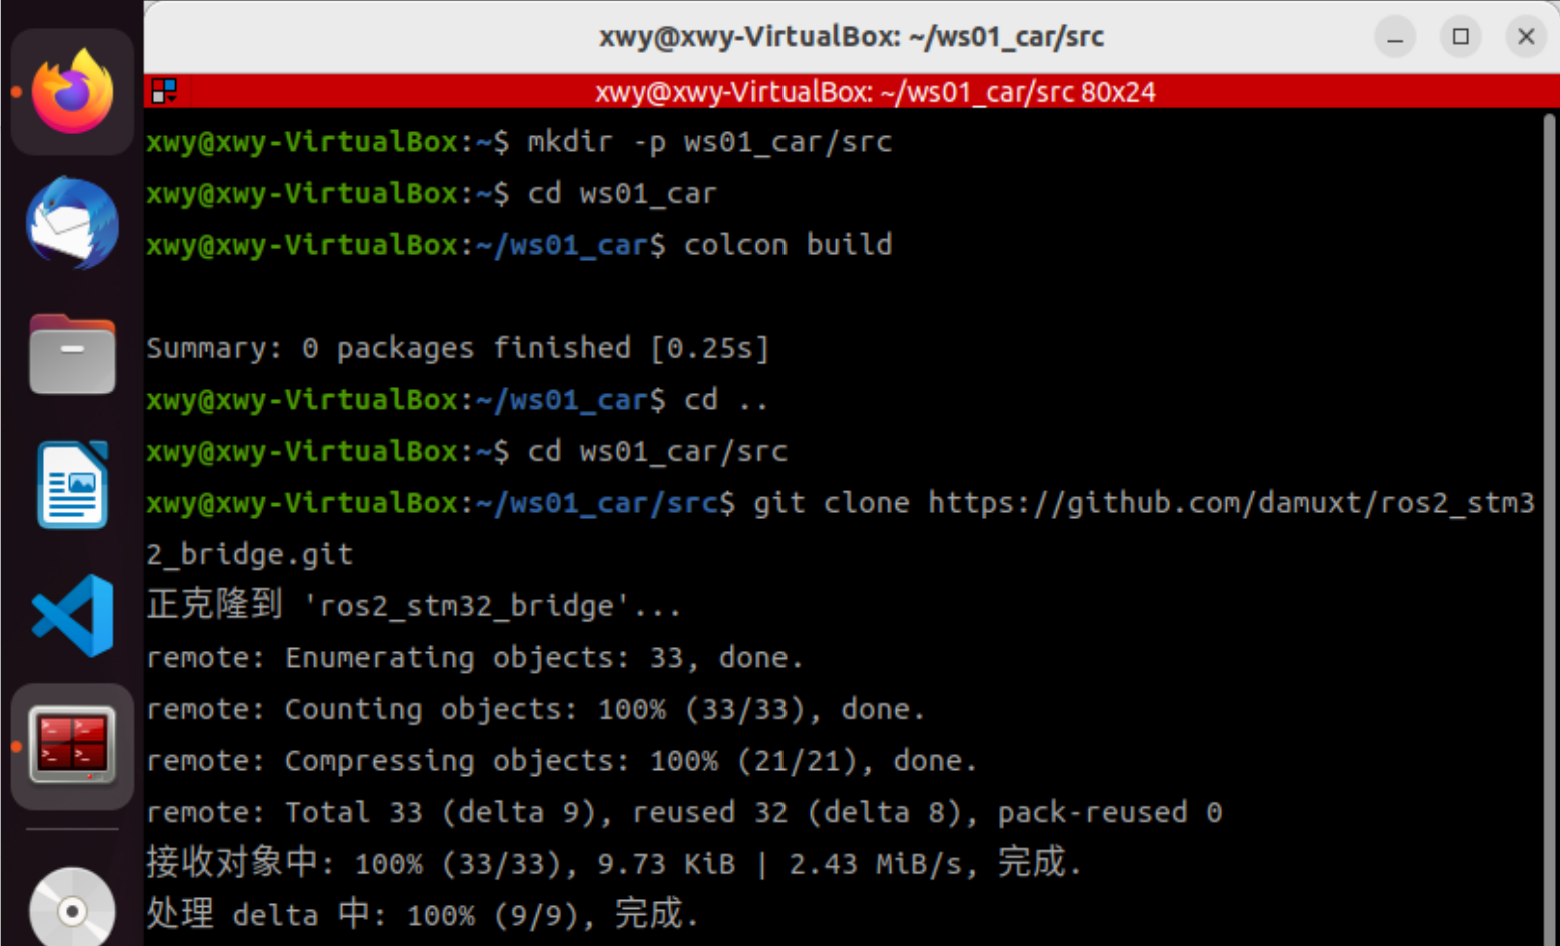 xwy@xwy-VirtualBox: ~/ws01_car/src
xwy@xwy-VirtualBox: ~/ws01_car/src 80x24
xwy@xwy-VirtualBox:~$ mkdir -p ws01_car/src
xwy@xwy-VirtualBox:~$ cd ws01_car
xwy@xwy-VirtualBox:~/ws01_car$ colcon build
Summary: 0 packages finished [0.25s]
xwy@xwy-VirtualBox:~/ws01_car$ cd ..
xwy@xwy-VirtualBox:~$ cd ws01_car/src
xwy@xwy-VirtualBox:~/ws01_car/src$ git clone https://github.com/damuxt/ros2_stm3
2_bridge.git
正克隆到 'ros2_stm32_bridge'...
remote: Enumerating objects: 33, done.
remote: Counting objects: 100% (33/33), done.
remote: Compressing objects: 100% (21/21), done.
remote: Total 33 (delta 9), reused 32 (delta 8), pack-reused 0
接收对象中: 100% (33/33), 9.73 KiB | 2.43 MiB/s, 完成.
处理 delta 中: 100% (9/9), 完成.